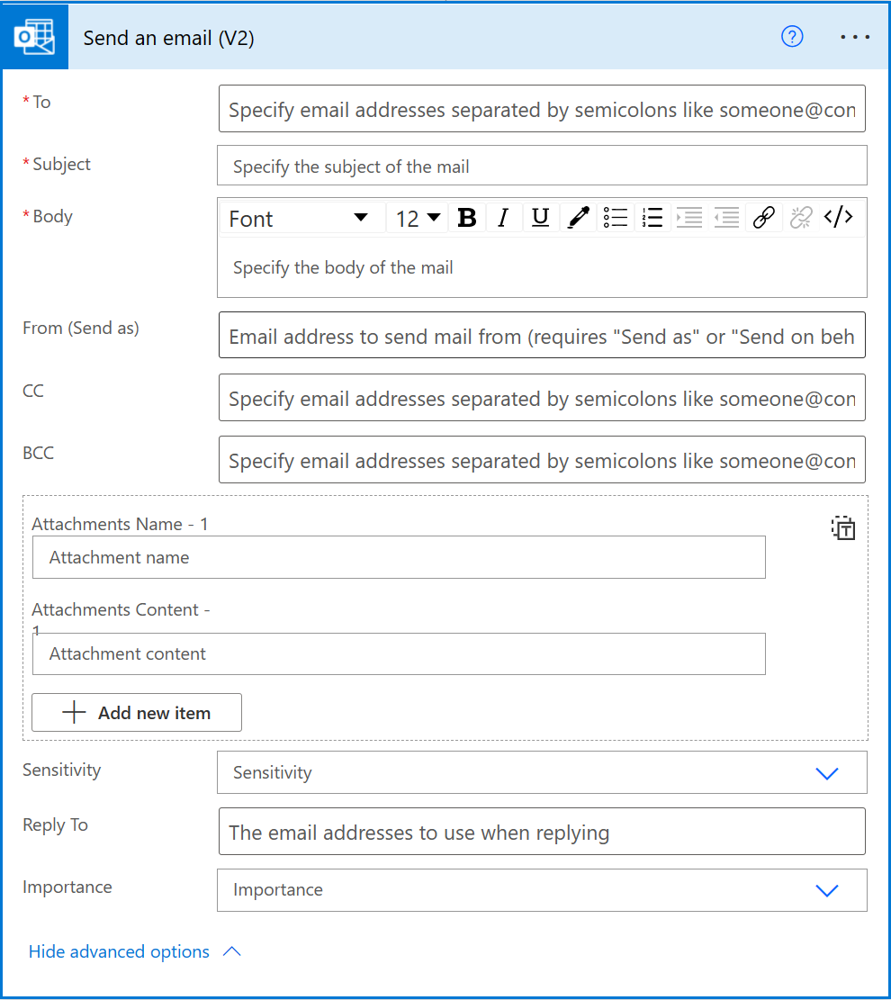 Send an email (V2)
* To
Specify email addresses separated by semicolons like someone@con
* Subject
Specify the subject of the mail
* Body
Font 12 B I U </>
Specify the body of the mail
From (Send as)
Email address to send mail from (requires "Send as" or "Send on beh
CC
Specify email addresses separated by semicolons like someone@con
BCC
Specify email addresses separated by semicolons like someone@con
Attachments Name - 1
Attachment name
Attachments Content -
1
Attachment content
Add new item
Sensitivity
Sensitivity
Reply To
The email addresses to use when replying
Importance
Importance
Hide advanced options